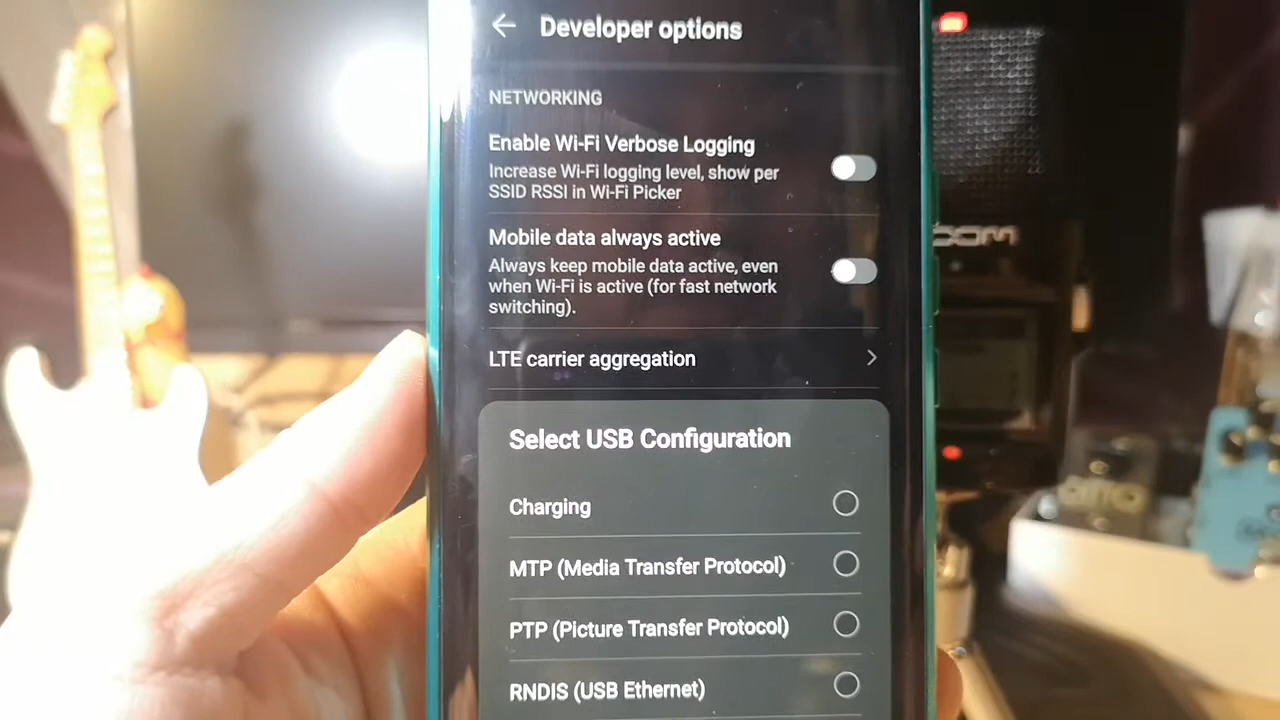 Developer options
NETWORKING
Enable Wi-Fi Verbose Logging
Increase Wi-Fi logging level, show per
SSID RSSI in Wi-Fi Picker
Mobile data always active
Always keep mobile data active, even
when Wi-Fi is active (for fast network
switching).
LTE carrier aggregation
Select USB Configuration
Charging
MTP (Media Transfer Protocol)
PTP (Picture Transfer Protocol)
RNDIS (USB Ethernet)